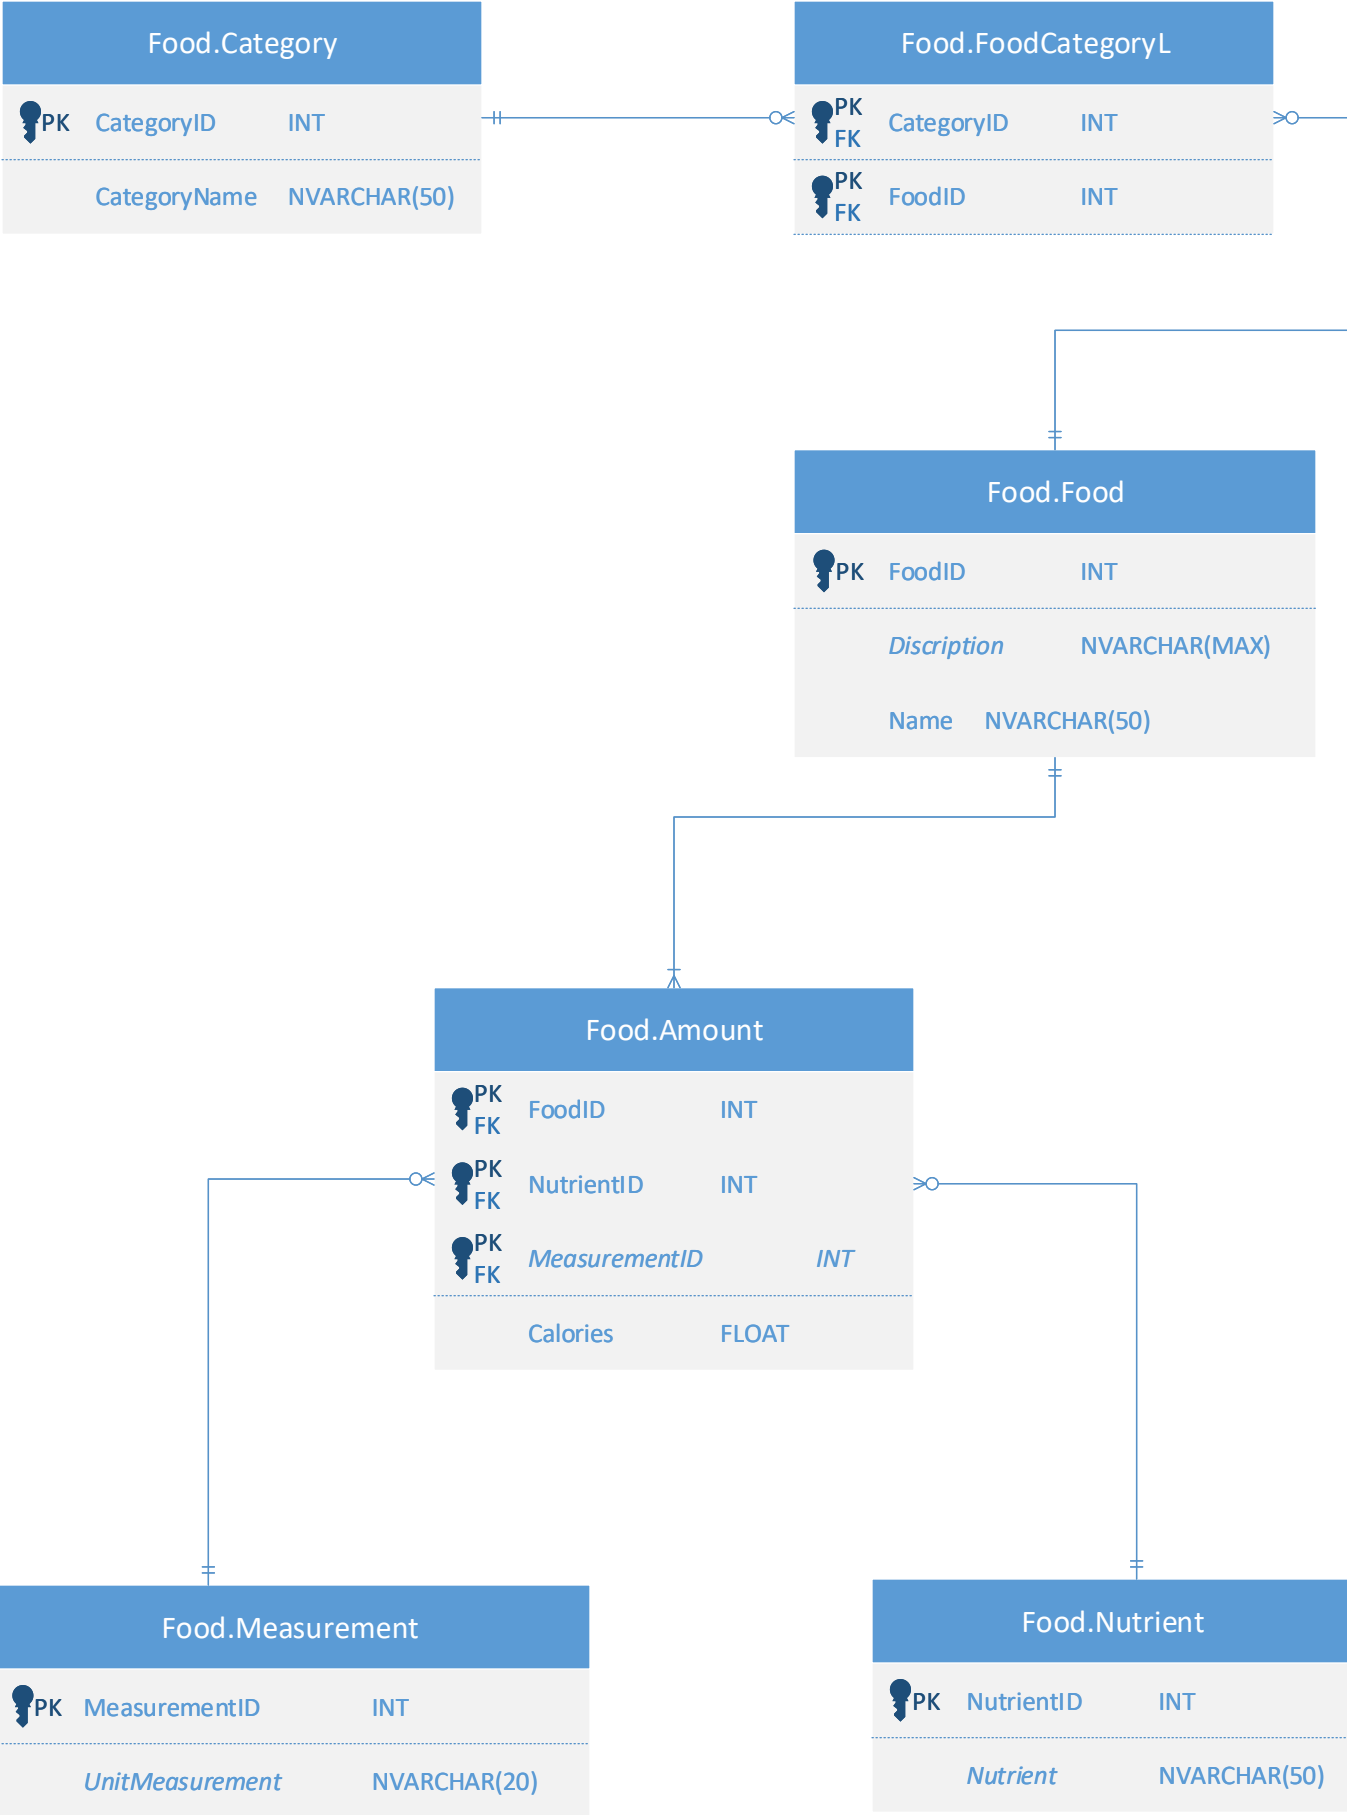 Food.Category
PK CategoryID INT
CategoryName NVARCHAR(50)
Food.FoodCategoryL
PK
FK CategoryID INT
PK
FK FoodID INT
Food.Food
PK FoodID INT
Discription NVARCHAR(MAX)
Name NVARCHAR(50)
Food.Amount
PK
FK FoodID INT
PK
FK NutrientID INT
PK
FK MeasurementID INT
Calories FLOAT
Food.Measurement
PK MeasurementID INT
UnitMeasurement NVARCHAR(20)
Food.Nutrient
PK NutrientID INT
Nutrient NVARCHAR(50)